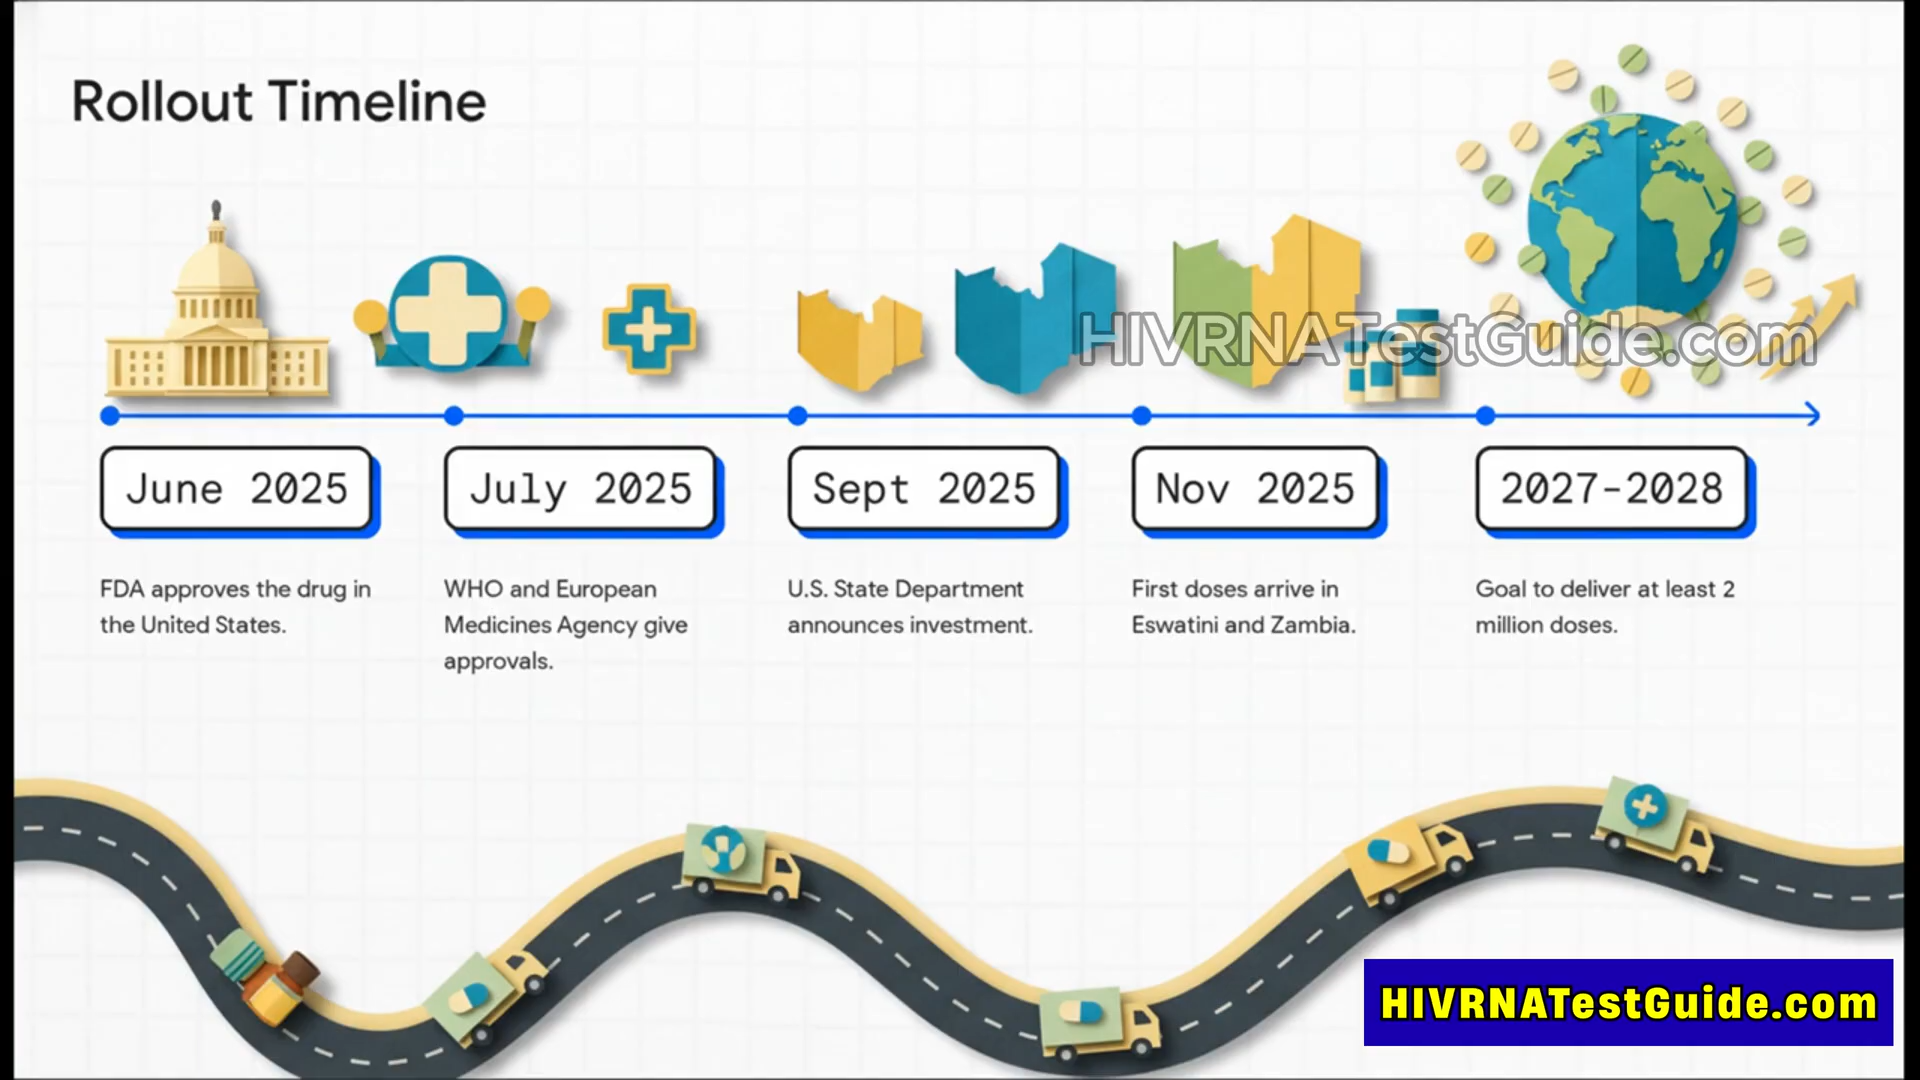 Rollout Timeline
HIVRNATestGuide.com
June 2025
July 2025
Sept 2025
Nov 2025
2027-2028
FDA approves the drug in
the United States.
WHO and European
Medicines Agency give
approvals.
U.S. State Department
announces investment.
First doses arrive in
Eswatini and Zambia.
Goal to deliver at least 2
million doses.
HIVRNATestGuide.com